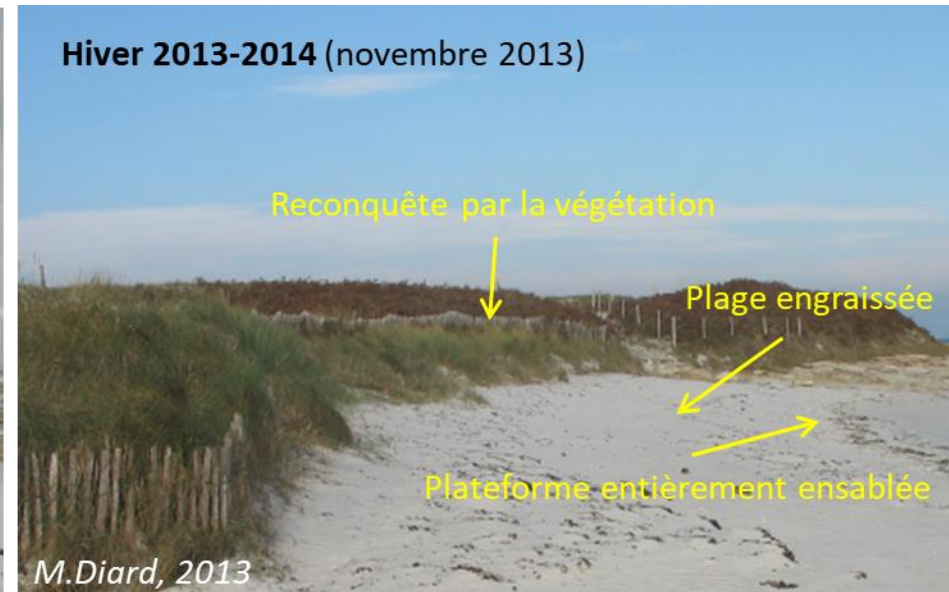 Hiver 2013-2014 (novembre 2013)
Reconquête par la végétation
Plage engraissée
Plateforme entièrement ensablée
M.Diard, 2013